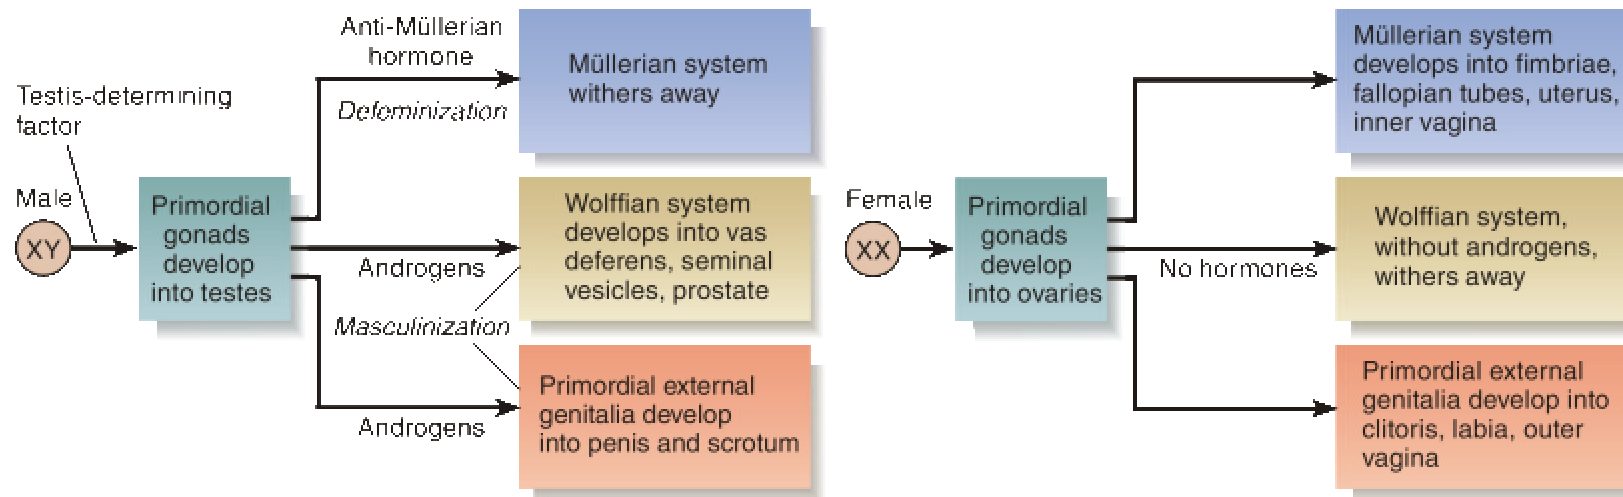 Testis-determining
factor
Male
XY
Primordial
gonads
develop
into testes
Anti-Müllerian
hormone
Defeminization
Müllerian system
withers away
Androgens
Wolffian system
develops into vas
deferens, seminal
vesicles, prostate
Masculinization
Androgens
Primordial external
genitalia develop
into penis and scrotum
Female
XX
Primordial
gonads
develop
into ovaries
Müllerian system
develops into fimbriae,
fallopian tubes, uterus,
inner vagina
No hormones
Wolffian system,
without androgens,
withers away
Primordial external
genitalia develop into
clitoris, labia, outer
vagina